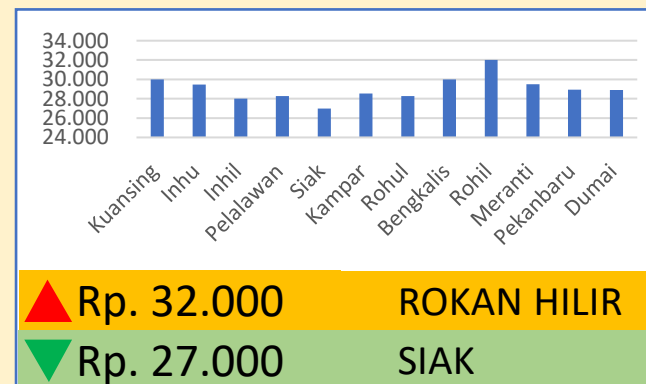 34.000
32.000
30.000
28.000
26.000
24.000
Kuansing
Inhu
Inhil
Pelalawan
Siak
Kampar
Rohul
Bengkalis
Rohil
Meranti
Pekanbaru
Dumai
Rp. 32.000 ROKAN HILIR
Rp. 27.000 SIAK